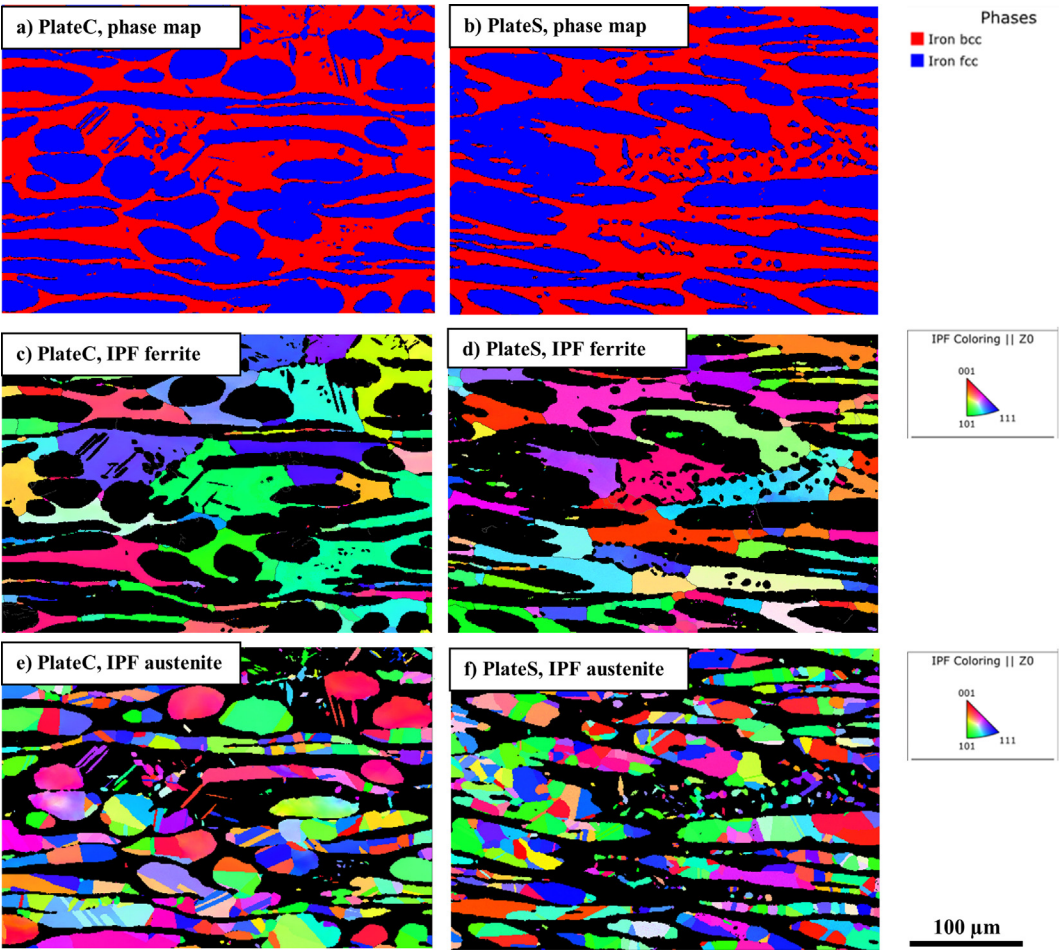 a) PlateC, phase map
b) PlateS, phase map
Phases
Iron bcc
Iron fcc
c) PlateC, IPF ferrite
d) PlateS, IPF ferrite
IPF Coloring || Z0
001
101
111
e) PlateC, IPF austenite
f) PlateS, IPF austenite
IPF Coloring || Z0
001
101
111
100 µm